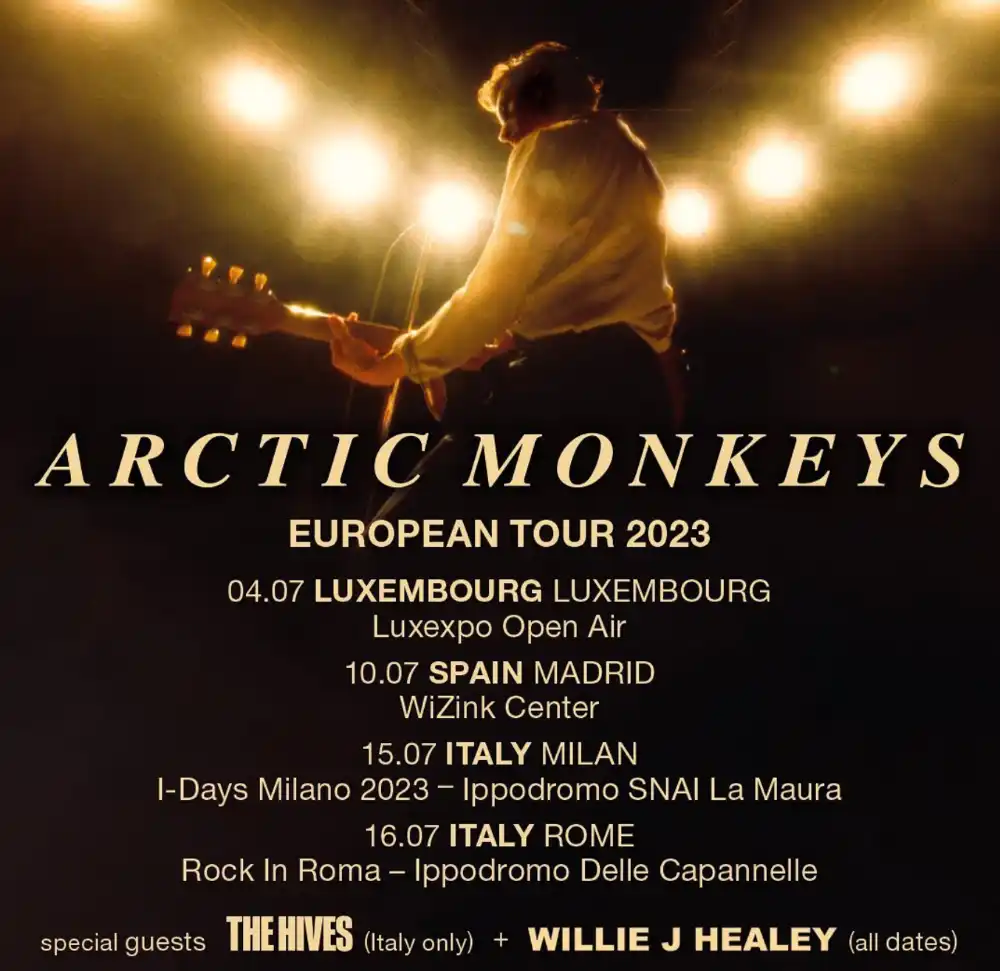 ARCTIC MONKEYS
EUROPEAN TOUR 2023
04.07 LUXEMBOURG LUXEMBOURG
Luxexpo Open Air
10.07 SPAIN MADRID
WiZink Center
15.07 ITALY MILAN
I-Days Milano 2023 – Ippodromo SNAI La Maura
16.07 ITALY ROME
Rock In Roma – Ippodromo Delle Capannelle
special guests THE HIVES (Italy only) + WILLIE J HEALEY (all dates)